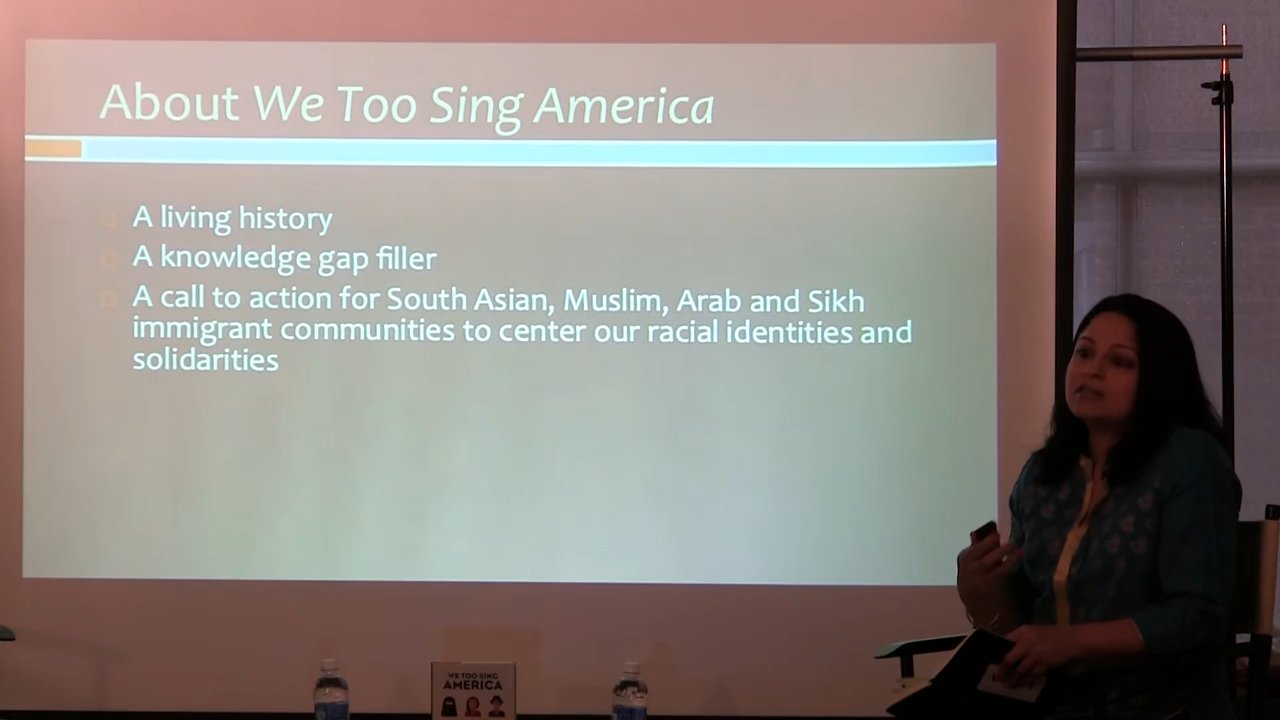 About We Too Sing America
A living history
A knowledge gap filler
A call to action for South Asian, Muslim, Arab and Sikh
immigrant communities to center our racial identities and
solidarities
WE TOO SING
AMERICA